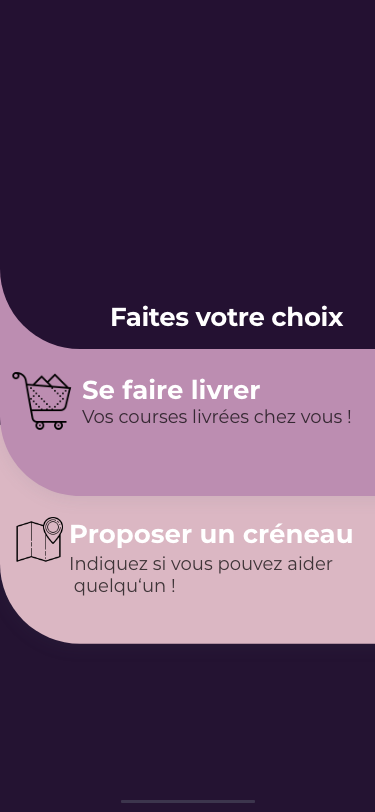 Faites votre choix
Se faire livrer
Vos courses livrées chez vous !
Proposer un créneau
Indiquez si vous pouvez aider
quelqu‘un !